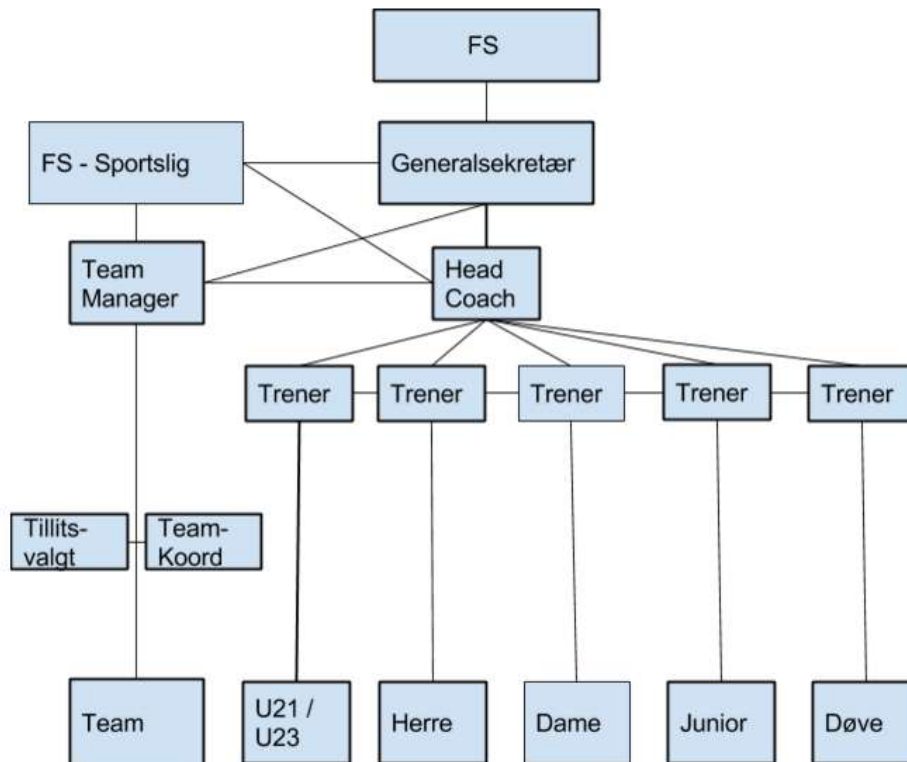 FS
FS - Sportslig
Generalsekretær
Team
Manager
Head
Coach
Trener
Trener
Trener
Trener
Trener
Tillits-
valgt
Team-
Koord
Team
U21 /
U23
Herre
Dame
Junior
Døve